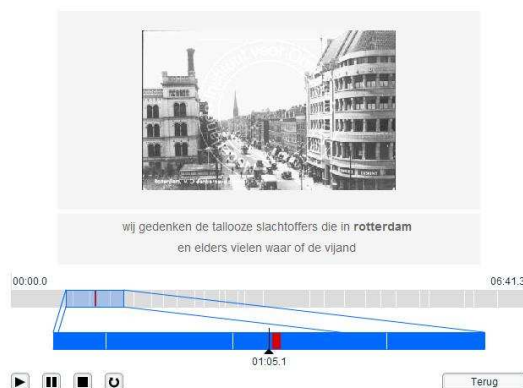 wij gedenken de tallooze slachtoffers die in rotterdam
en elders vielen waar of de vijand
00:00.0
06:41.3
01:05.1
Terug